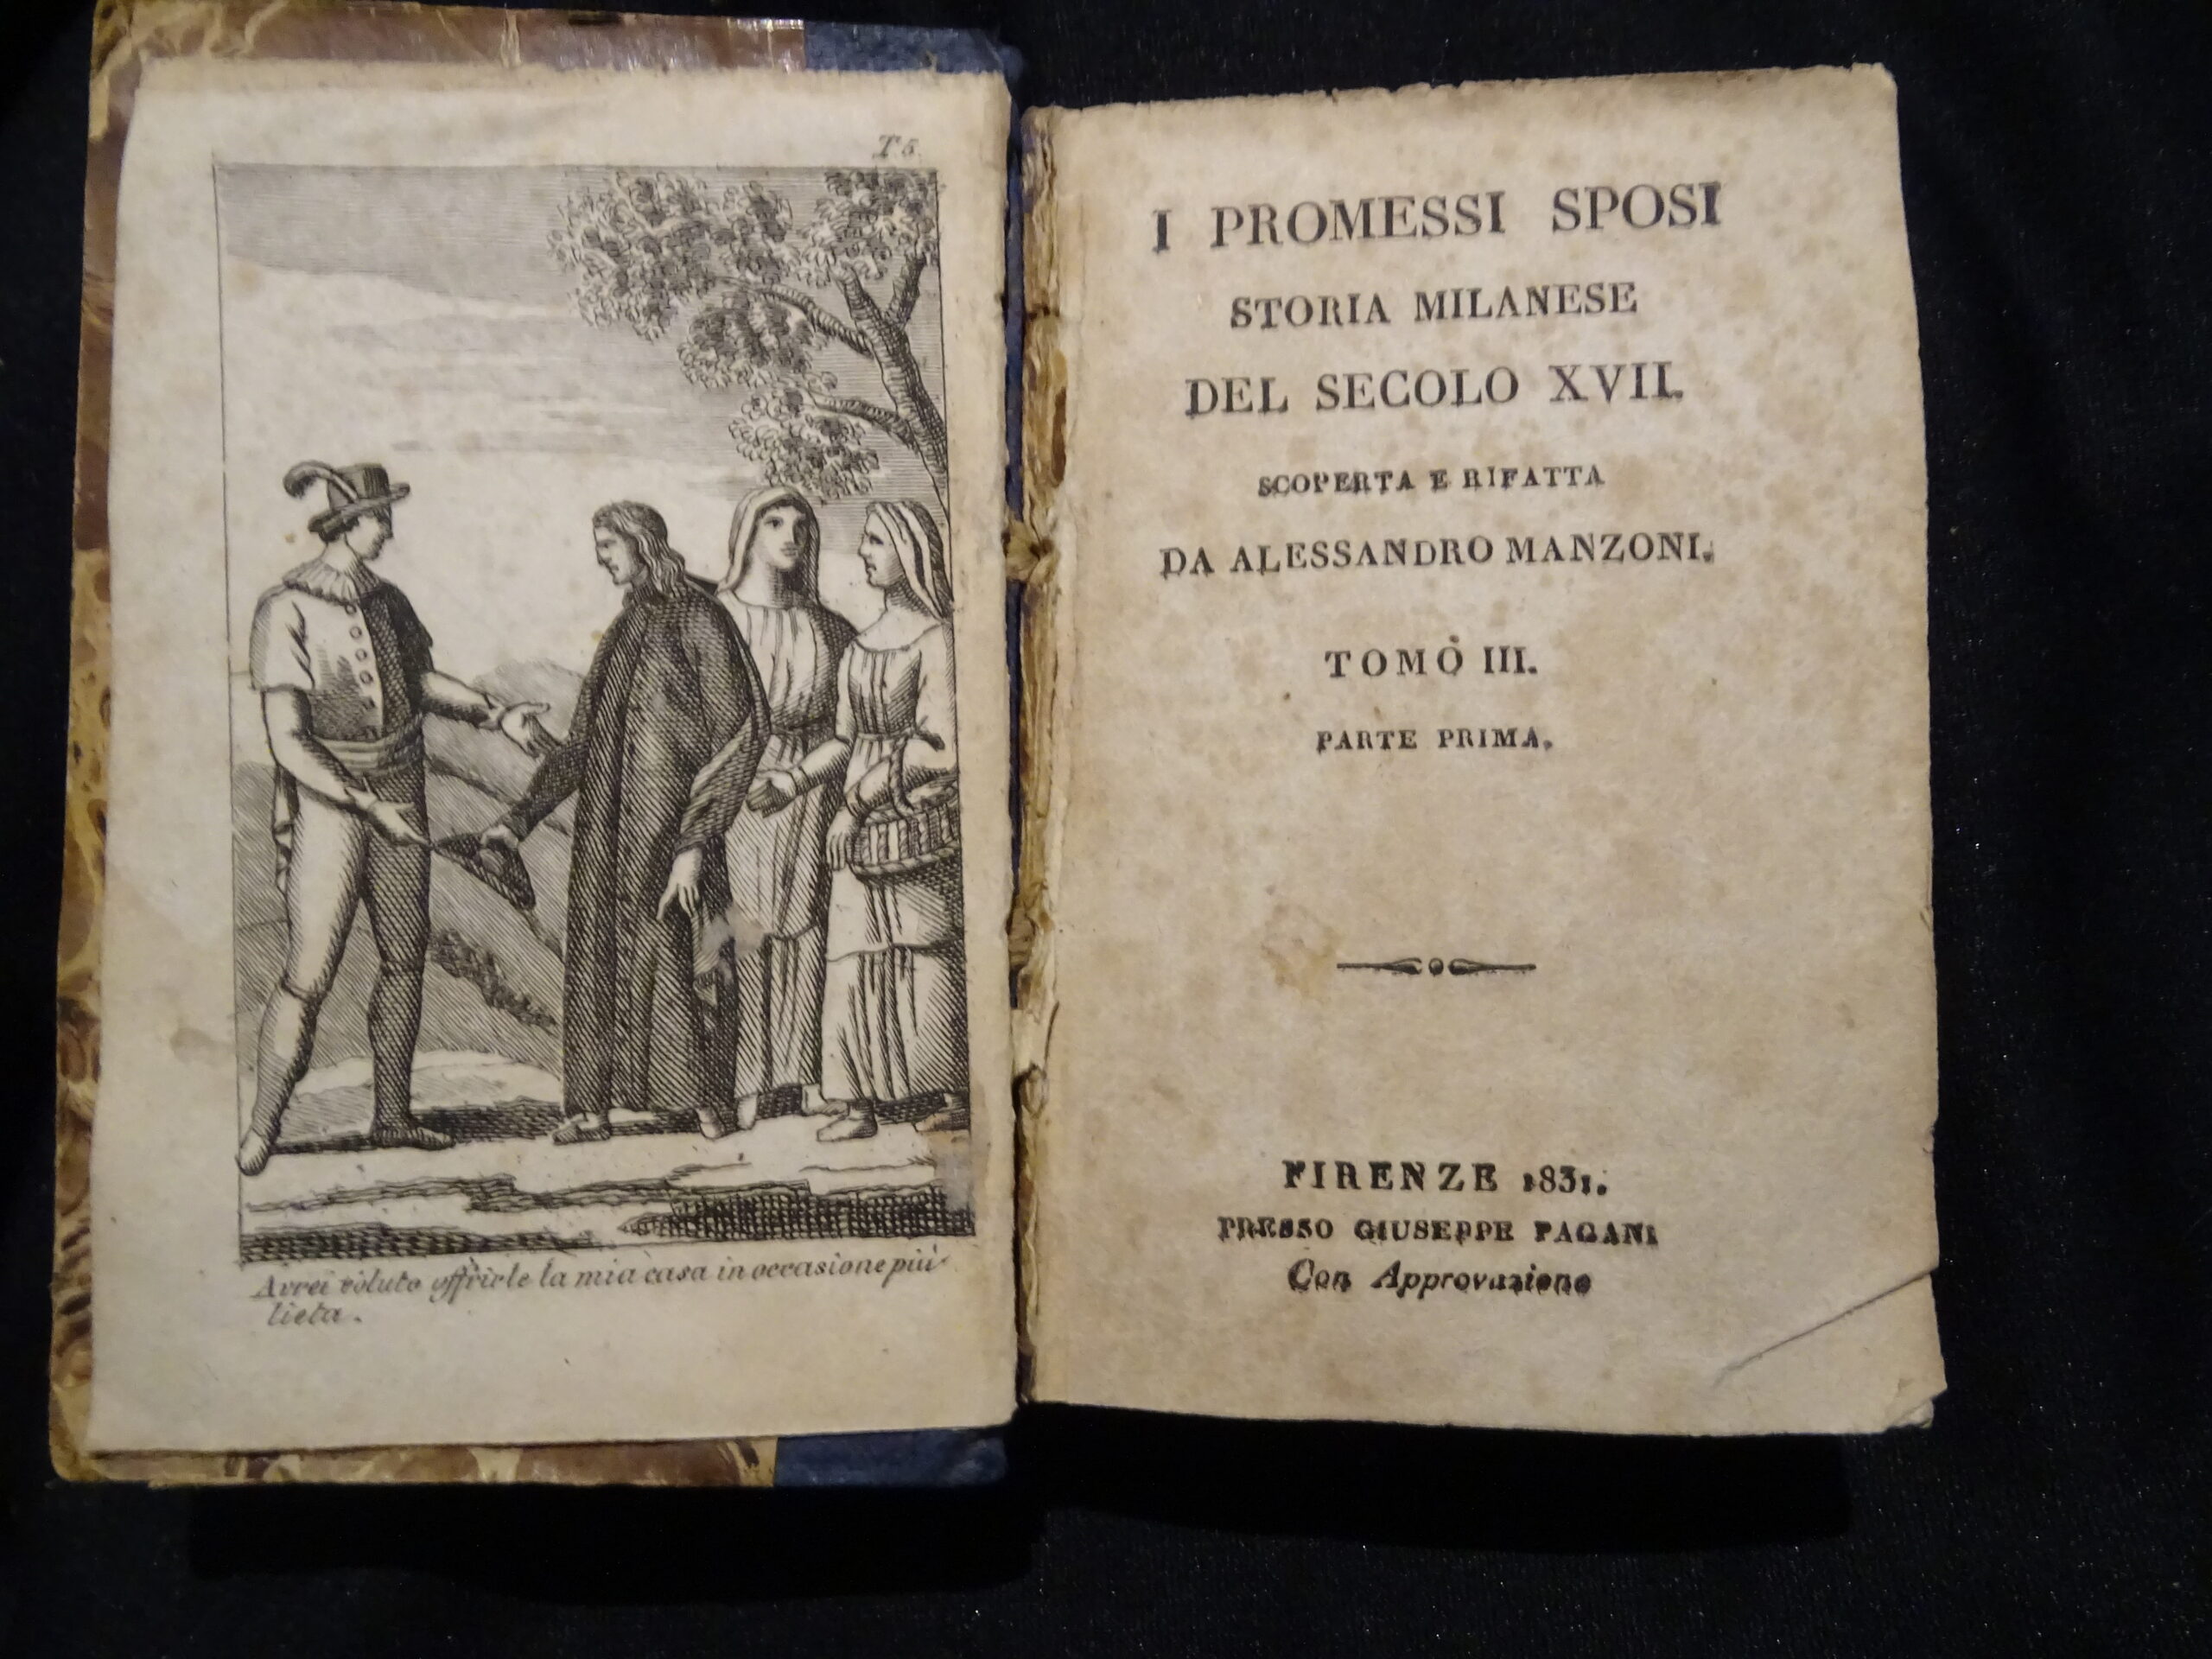 T 5.
Avrei voluto offrirle la mia casa in occasione più
lieta.
I PROMESSI SPOSI
STORIA MILANESE
DEL SECOLO XVII.
SCOPERTA E RIFATTA
DA ALESSANDRO MANZONI.
TOMO III.
PARTE PRIMA.
FIRENZE 1831.
PRESSO GIUSEPPE PAGANI
Con Approvazione